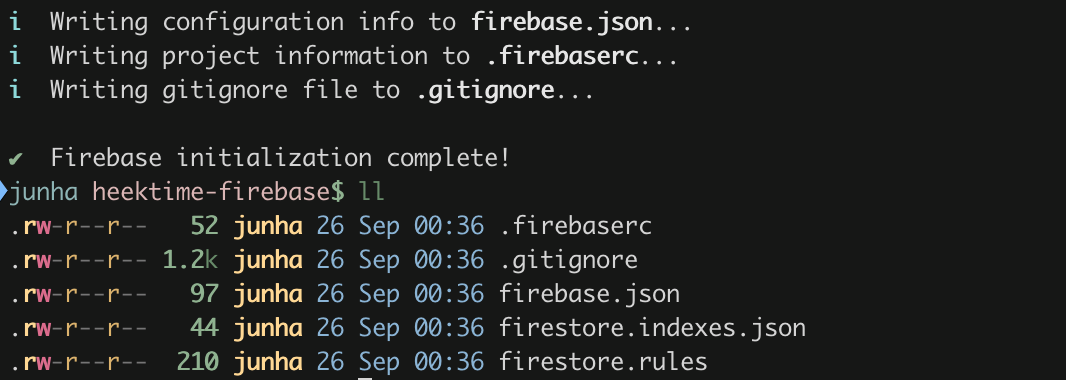 i  Writing configuration info to firebase.json...
i  Writing project information to .firebaserc...
i  Writing gitignore file to .gitignore...
✔  Firebase initialization complete!
junha heektime-firebase$ ll
.rw-r--r--   52 junha 26 Sep 00:36 .firebaserc
.rw-r--r-- 1.2k junha 26 Sep 00:36 .gitignore
.rw-r--r--   97 junha 26 Sep 00:36 firebase.json
.rw-r--r--   44 junha 26 Sep 00:36 firestore.indexes.json
.rw-r--r--  210 junha 26 Sep 00:36 firestore.rules